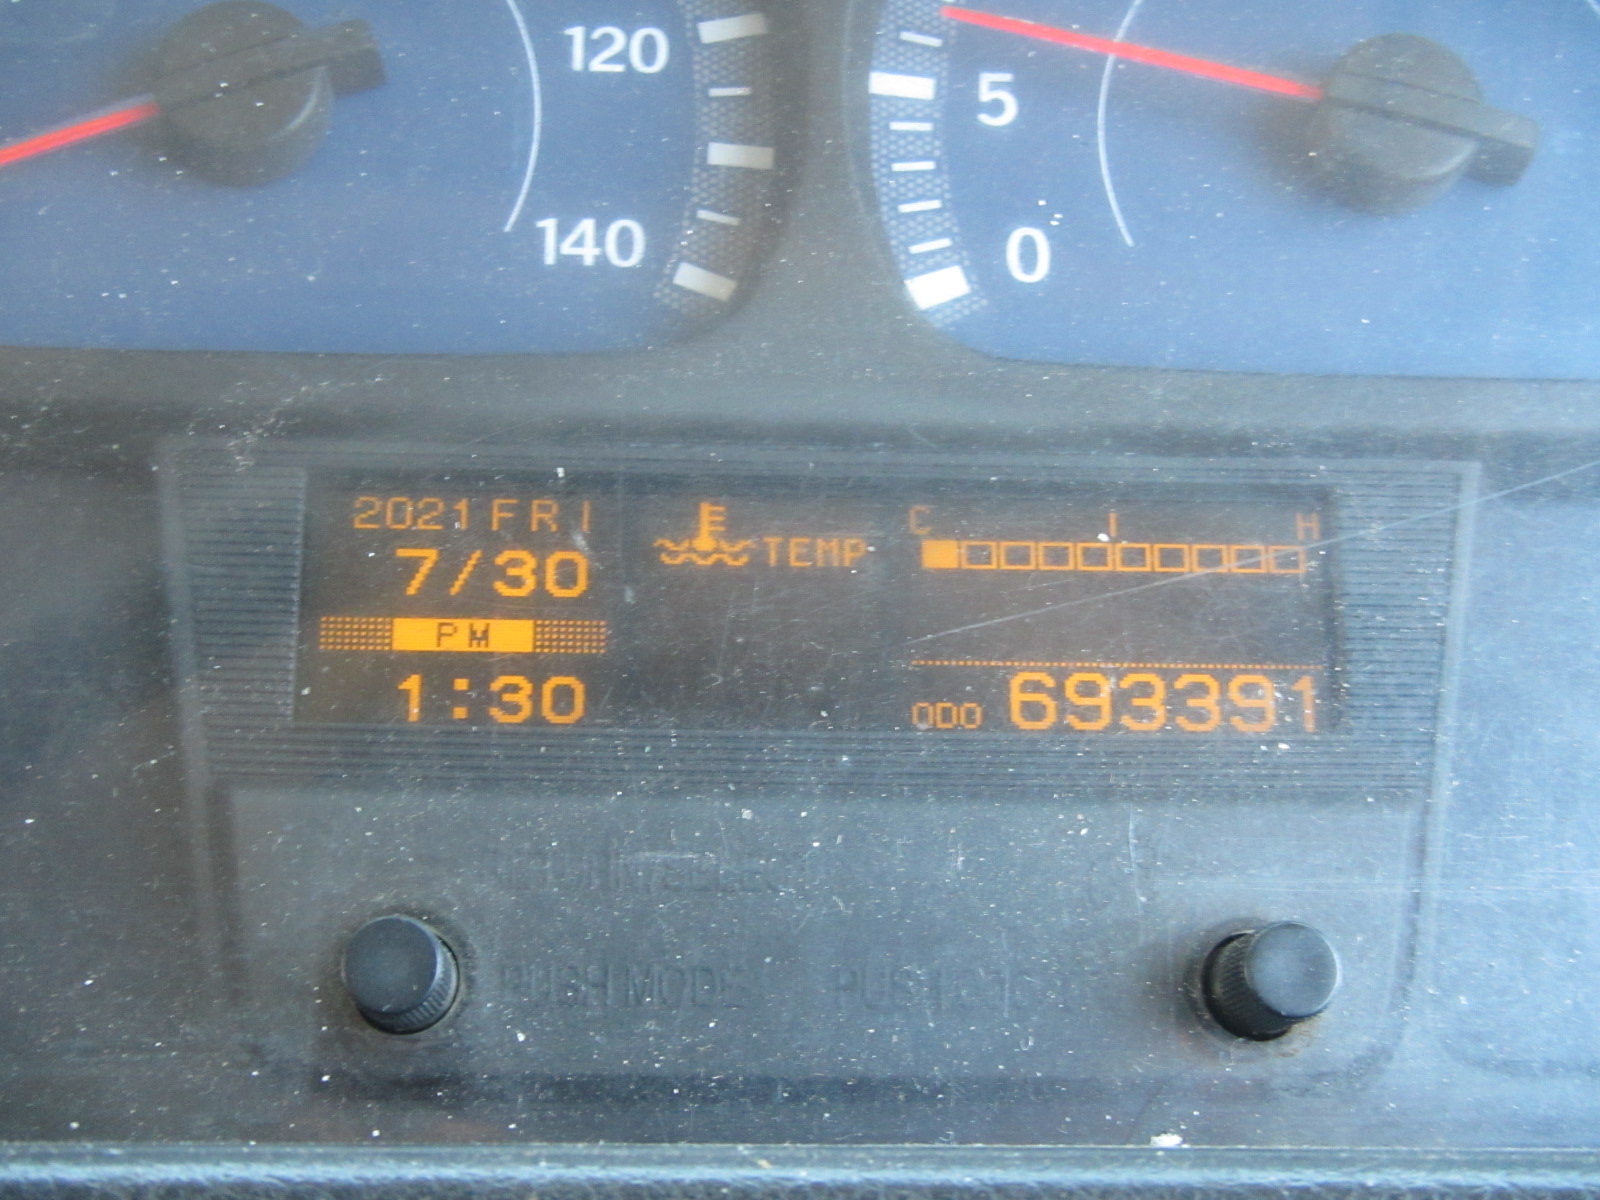 120
140
5
0
2021 FRI
7/30
PM
1:30
E
TEMP
C
H
ODO 693391
PUSH MODE